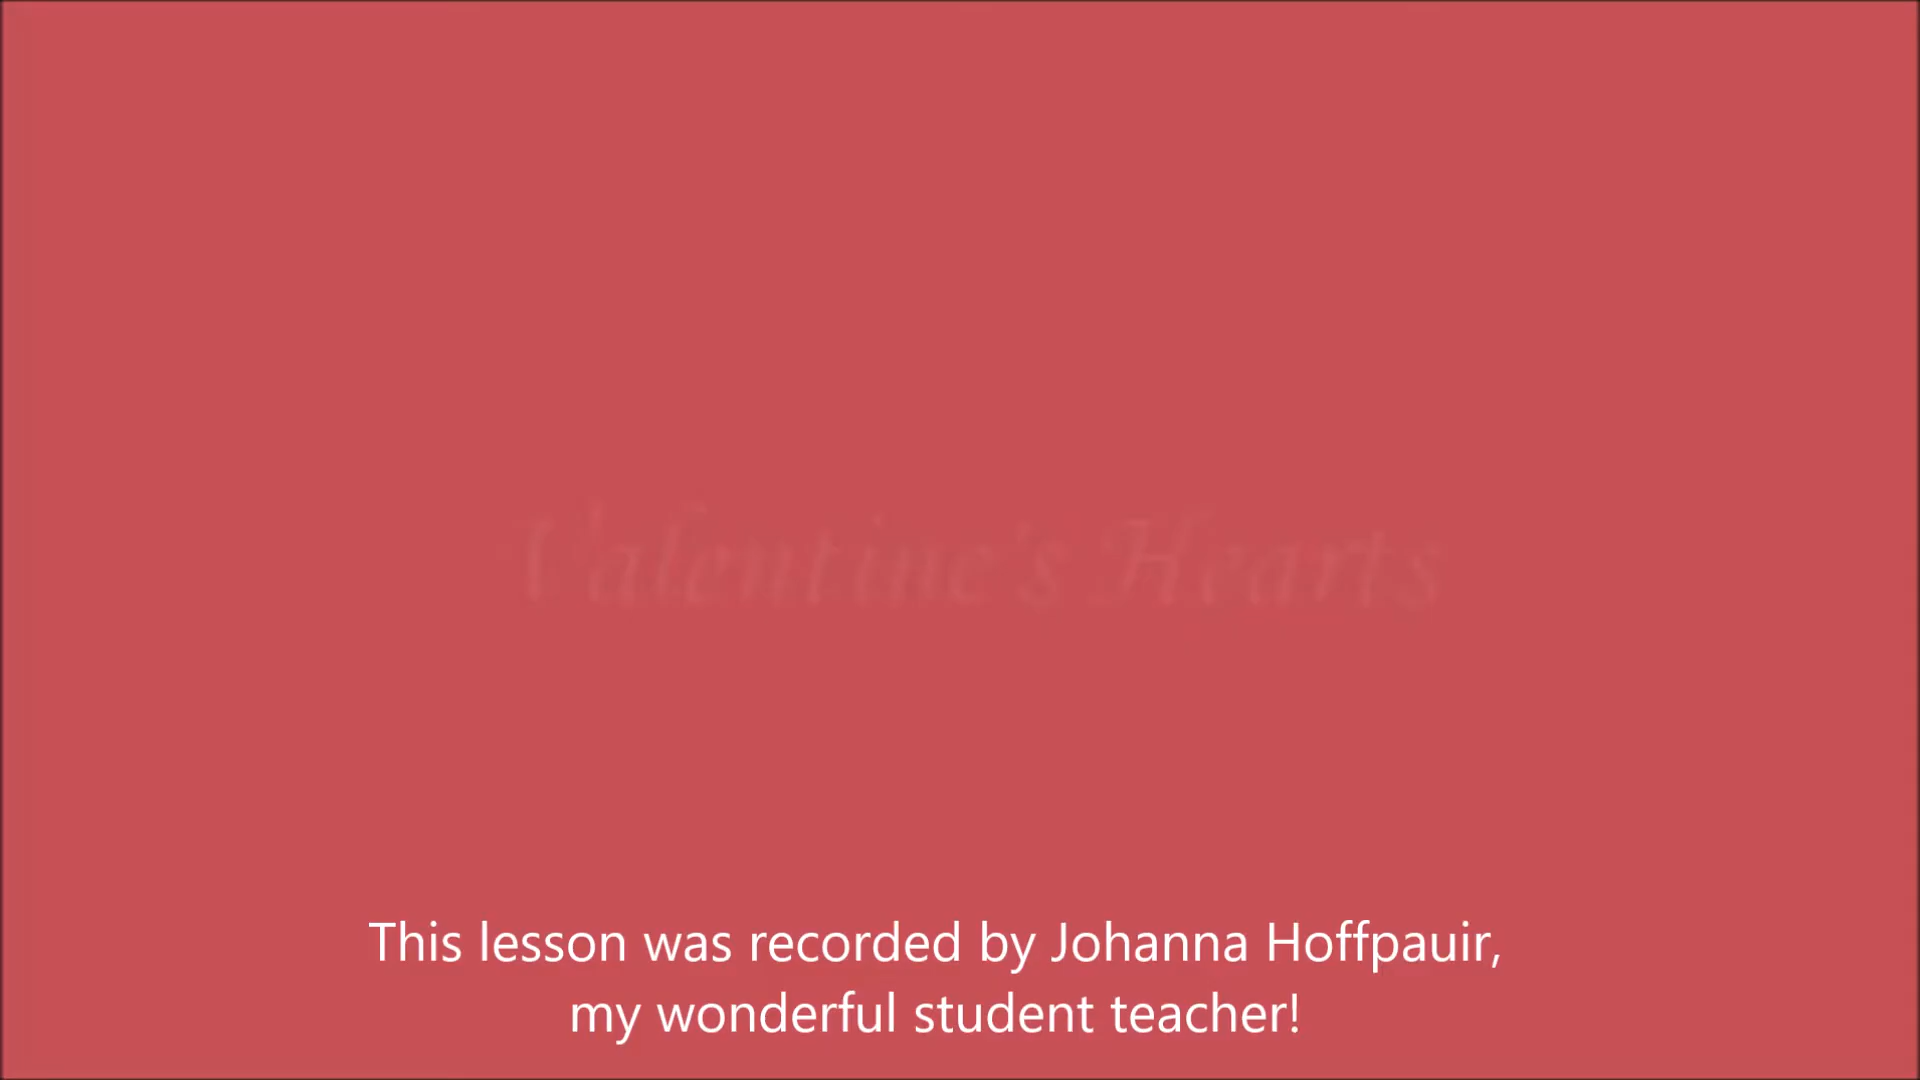 Valentine's Hearts
This lesson was recorded by Johanna Hoffpauir,
my wonderful student teacher!